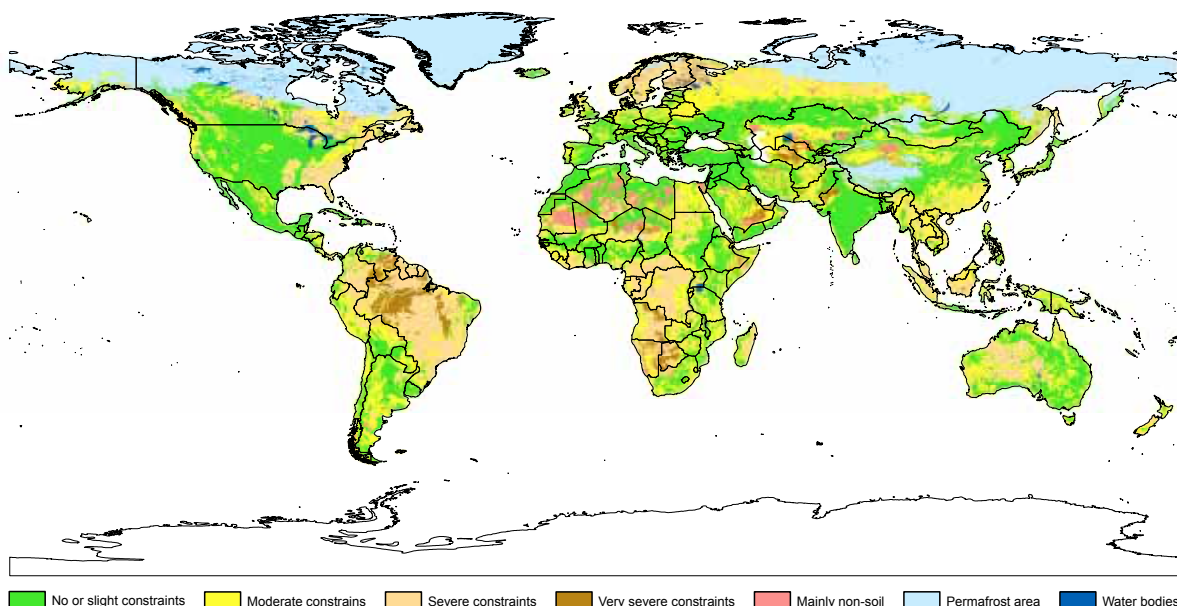 No or slight constraints
Moderate constrains
Severe constraints
Very severe constraints
Mainly non-soil
Permafrost area
Water bodies